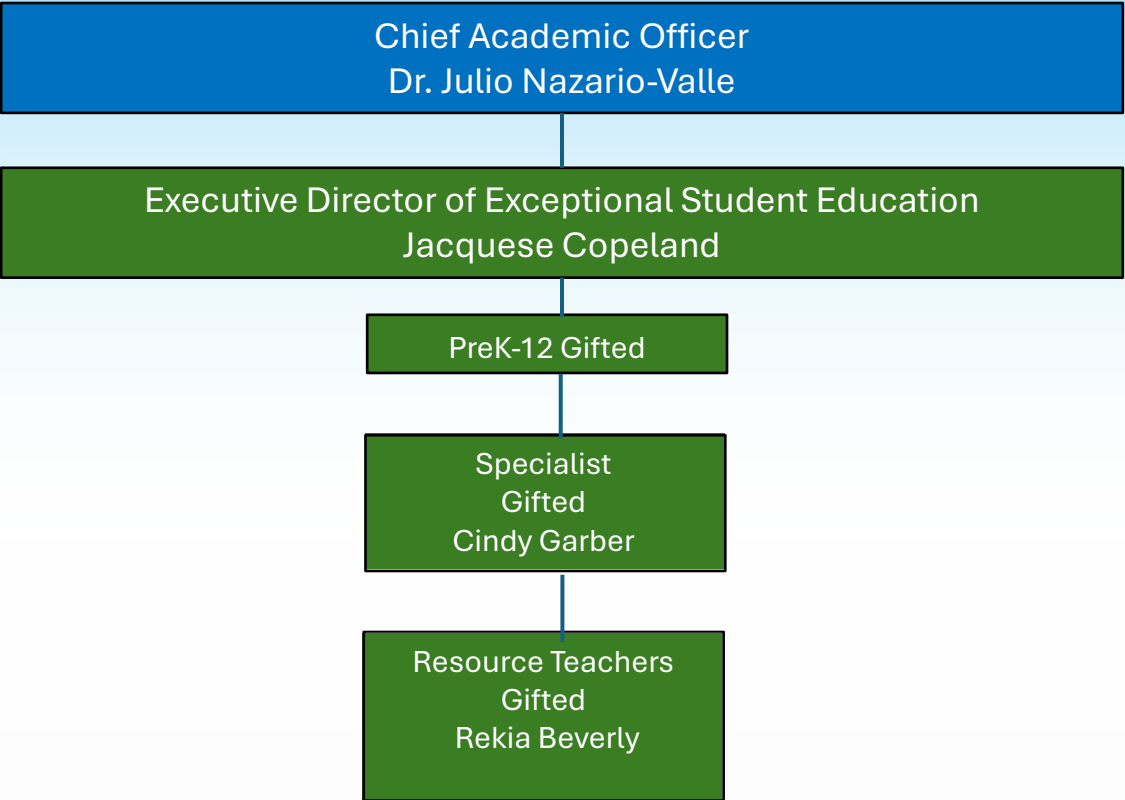 Chief Academic Officer
Dr. Julio Nazario-Valle
Executive Director of Exceptional Student Education
Jacquese Copeland
PreK-12 Gifted
Specialist
Gifted
Cindy Garber
Resource Teachers
Gifted
Rekia Beverly